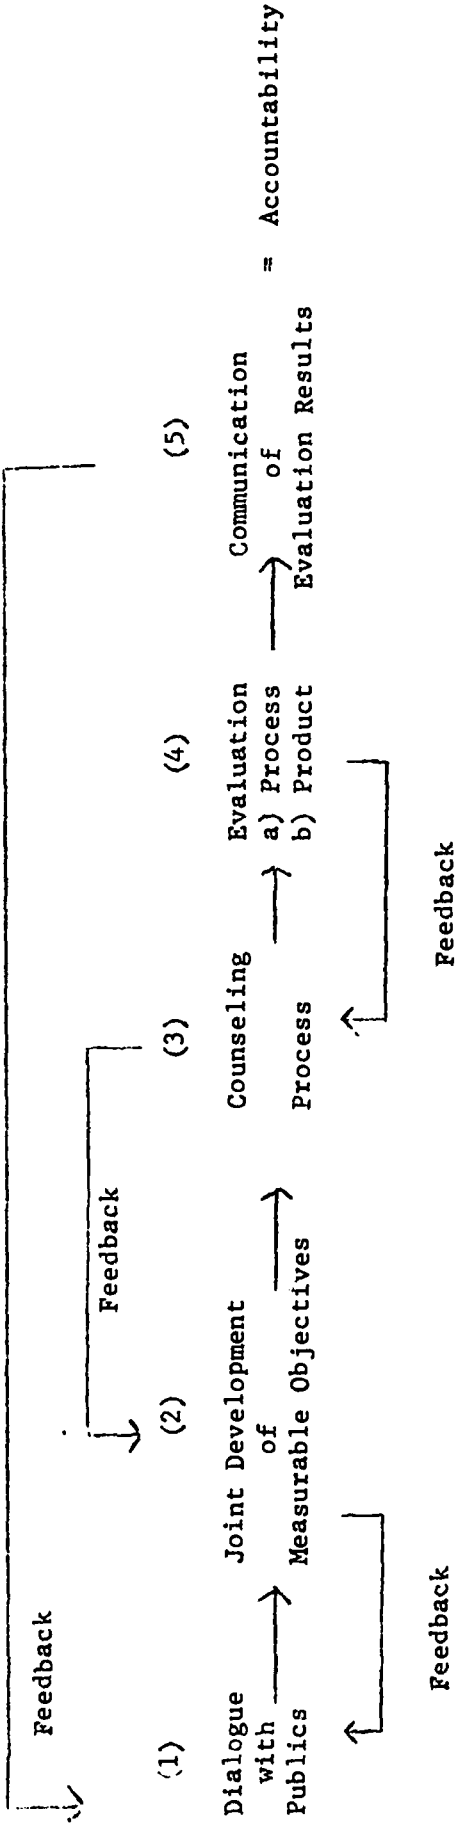 Feedback
Feedback
(1)
(2)
(3)
(4)
(5)
Dialogue
with
Publics
Joint Development
of
Measurable Objectives
Counseling
Process
Evaluation
a) Process
b) Product
Communication
of
Evaluation Results
= Accountability
Feedback
Feedback